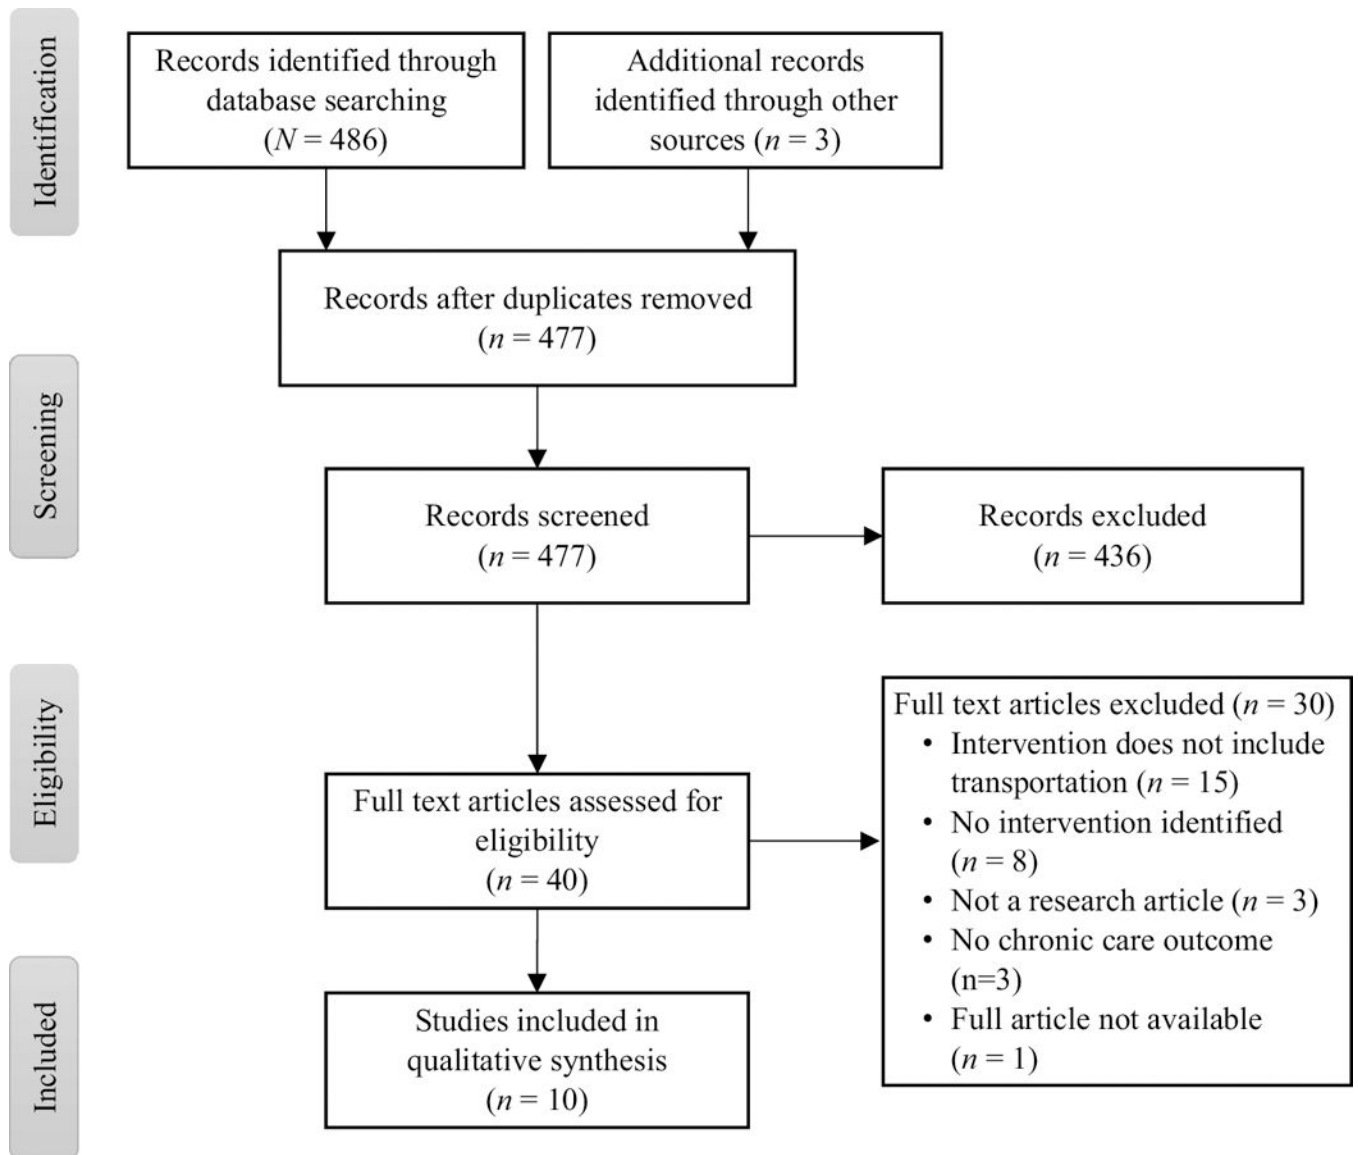 Identification
Records identified through
database searching
(N = 486)
Additional records
identified through other
sources (n = 3)
Records after duplicates removed
(n = 477)
Screening
Records screened
(n = 477)
Records excluded
(n = 436)
Eligibility
Full text articles assessed for
eligibility
(n = 40)
Full text articles excluded (n = 30)
• Intervention does not include
transportation (n = 15)
• No intervention identified
(n = 8)
• Not a research article (n = 3)
• No chronic care outcome
(n=3)
• Full article not available
(n = 1)
Included
Studies included in
qualitative synthesis
(n = 10)